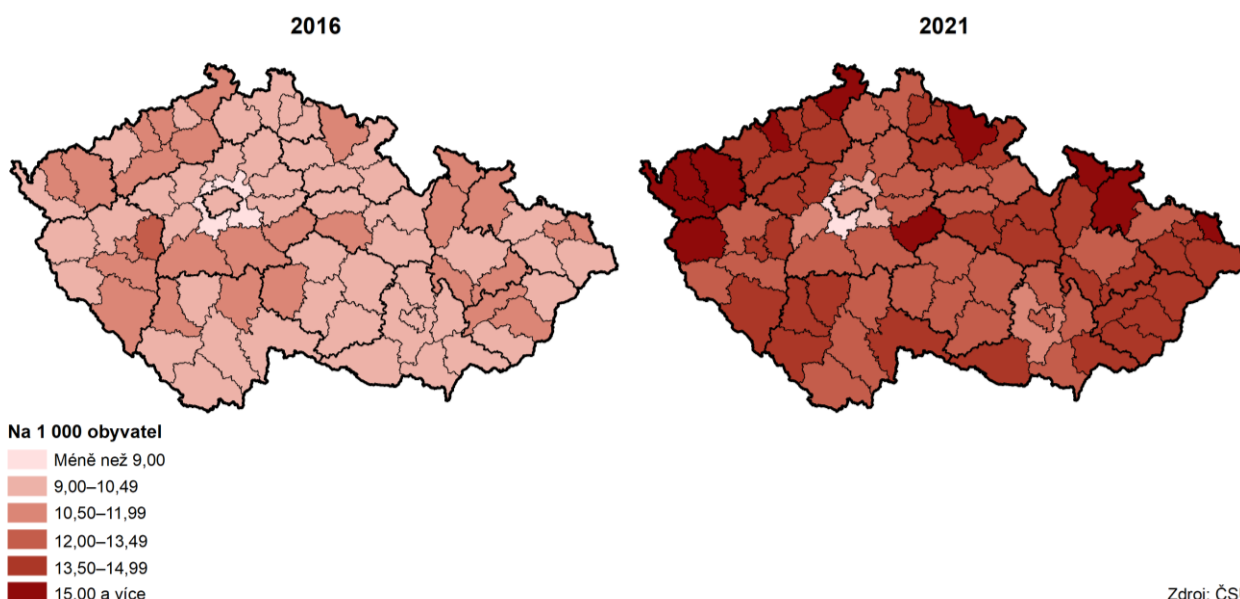 2016
2021
Na 1 000 obyvatel
Méně než 9,00
9,00–10,49
10,50–11,99
12,00–13,49
13,50–14,99
15,00 a více
Zdroj: